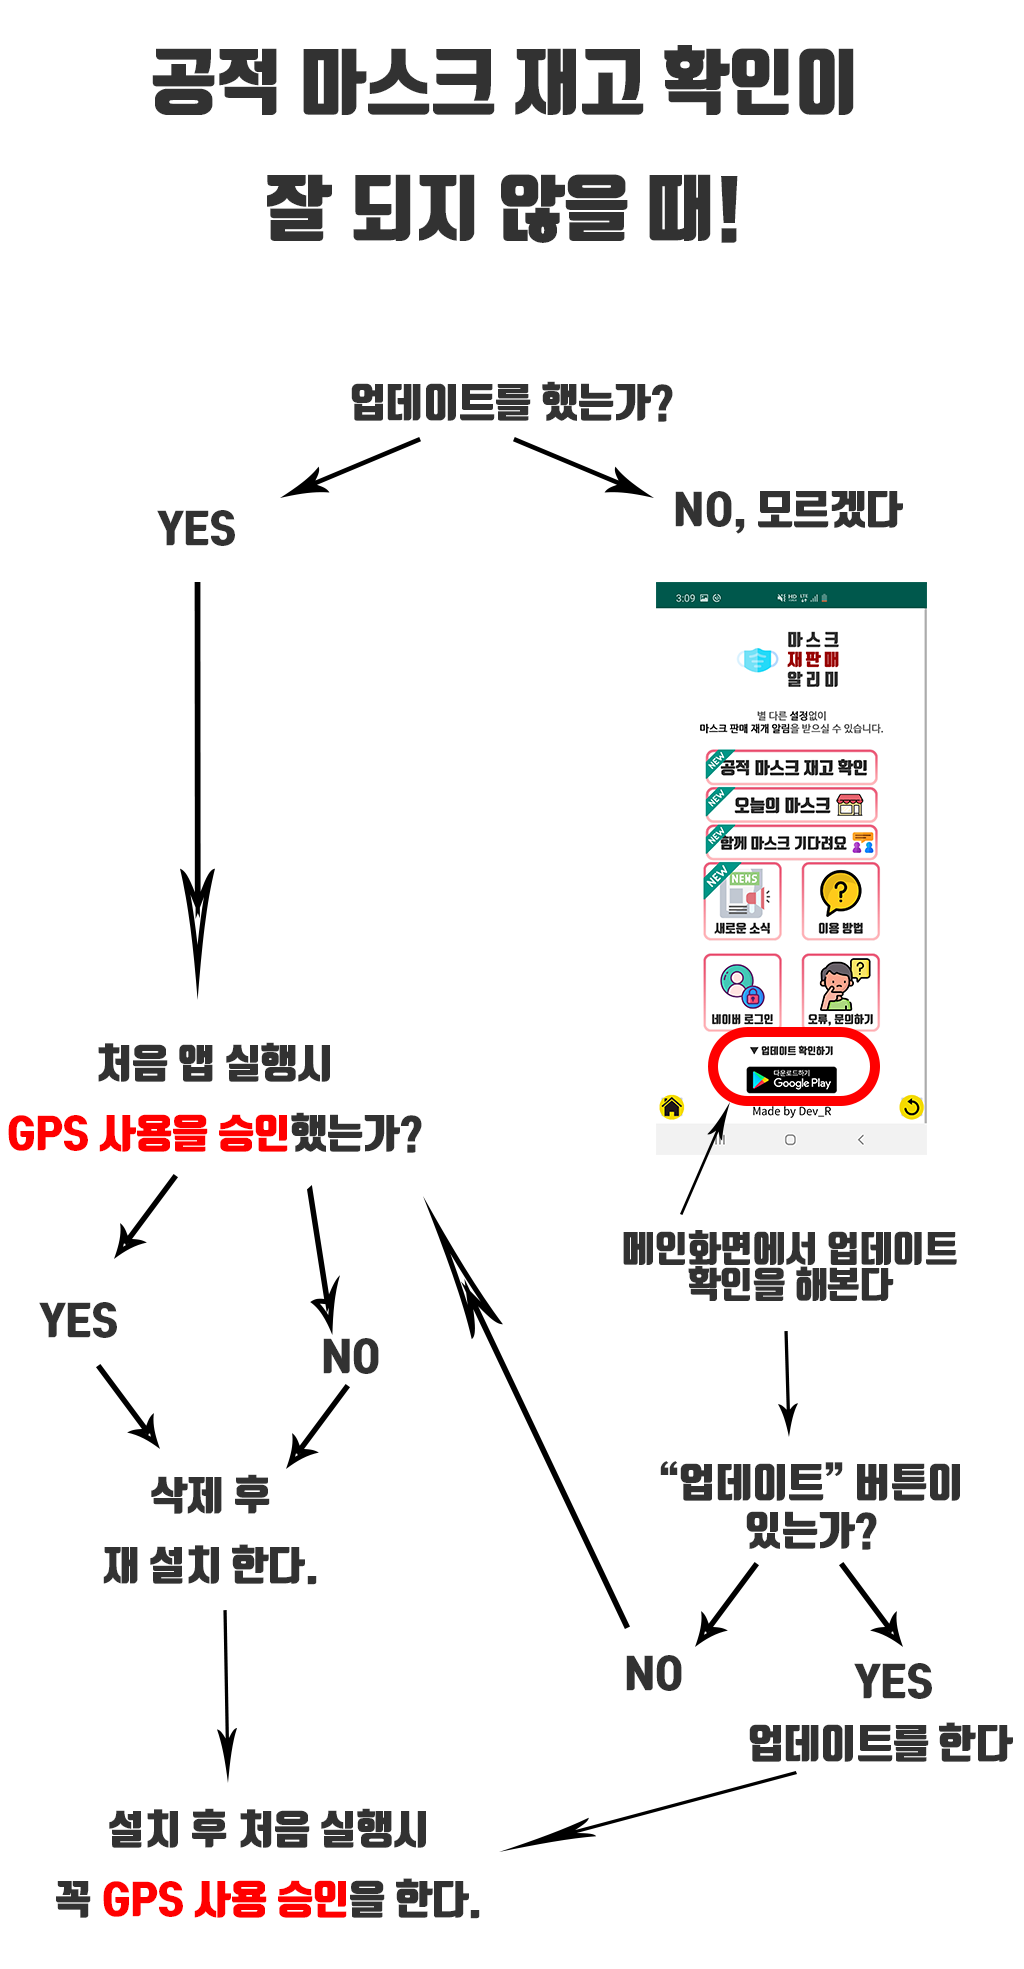 공적 마스크 재고 확인이
잘 되지 않을 때!
업데이트를 했는가?
YES
NO, 모르겠다
3:09
HD
LTE
마스크
재판매
알리미
별 다른 설정없이
마스크 판매 재개 알림을 받으실 수 있습니다.
NEW
공적 마스크 재고 확인
NEW
오늘의 마스크
NEW
함께 마스크 기다려요
NEW
NEWS
새로운 소식
이용 방법
네이버 로그인
오류, 문의하기
▼ 업데이트 확인하기
다운로드하기
Google Play
Made by Dev_R
처음 앱 실행시
GPS 사용을 승인했는가?
메인화면에서 업데이트
확인을 해본다
YES
NO
삭제 후
재 설치 한다.
“업데이트” 버튼이
있는가?
NO
YES
업데이트를 한다
설치 후 처음 실행시
꼭 GPS 사용 승인을 한다.